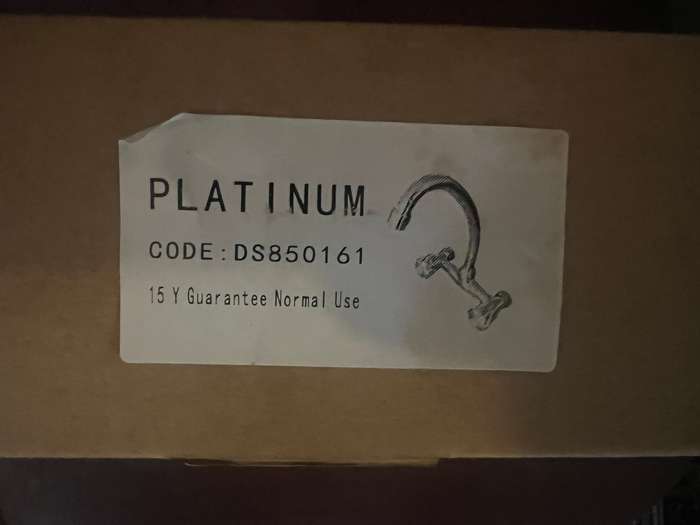 PLATINUM
CODE:DS850161
15 Y Guarantee Normal Use